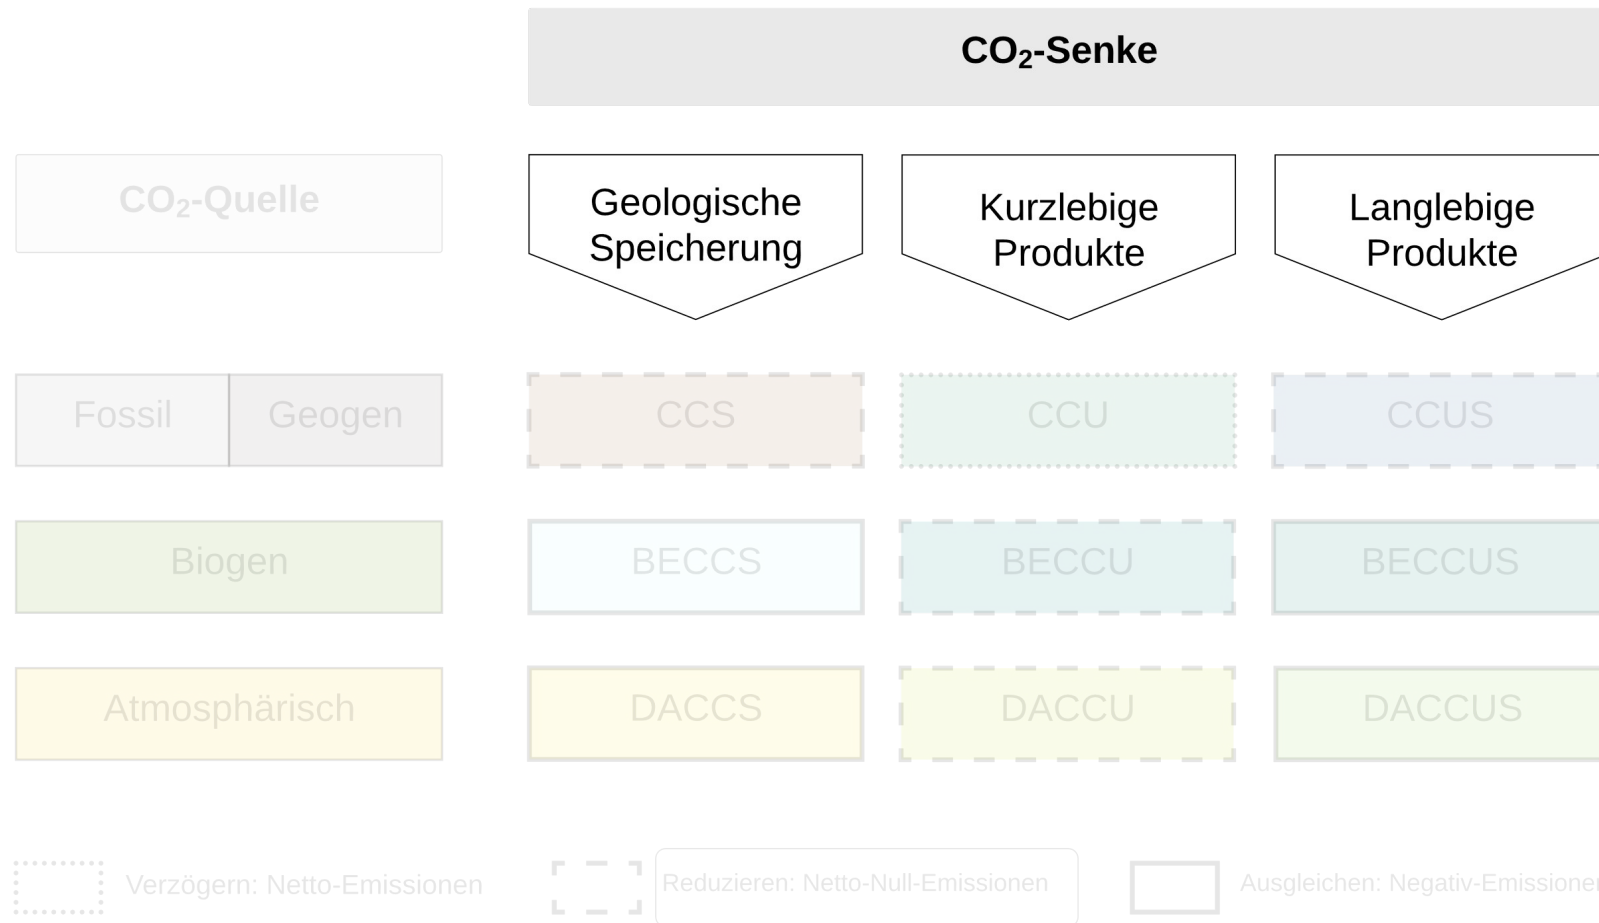 CO₂-Senke
CO₂-Quelle
Geologische
Speicherung
Kurzlebige
Produkte
Langlebige
Produkte
Fossil Geogen CCS CCU CCUS
Biogen BECCS BECCU BECCUS
Atmosphärisch DACCS DACCU DACCUS
Verzögern: Netto-Emissionen Reduzieren: Netto-Null-Emissionen Ausgleichen: Negativ-Emissionen